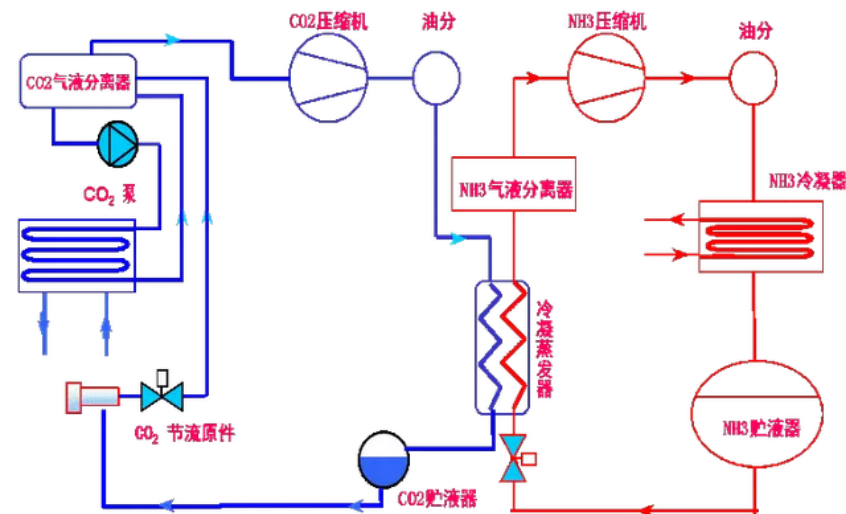 CO2压缩机
油分
NH3压缩机
油分
CO2气液分离器
CO₂ 泵
NH3气液分离器
NH3冷凝器
冷凝蒸发器
CO₂ 节流原件
NH3贮液器
CO2贮液器